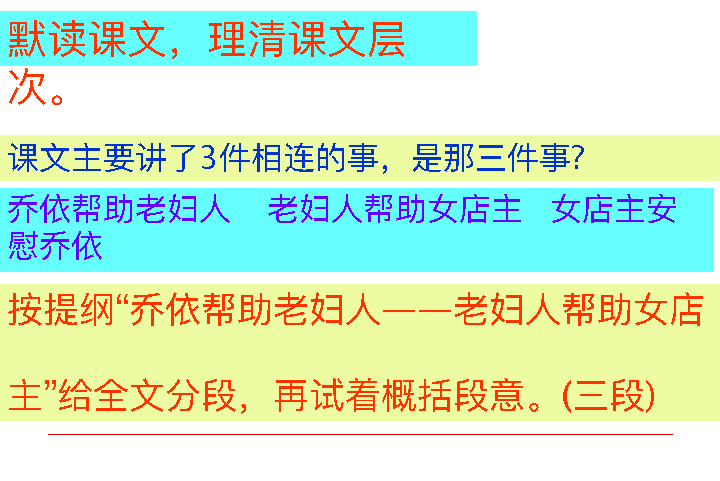 默读课文，理清课文层
次。
课文主要讲了3件相连的事，是那三件事?
乔依帮助老妇人 老妇人帮助女店主 女店主安
慰乔依
按提纲“乔依帮助老妇人——老妇人帮助女店
主”给全文分段，再试着概括段意。(三段)